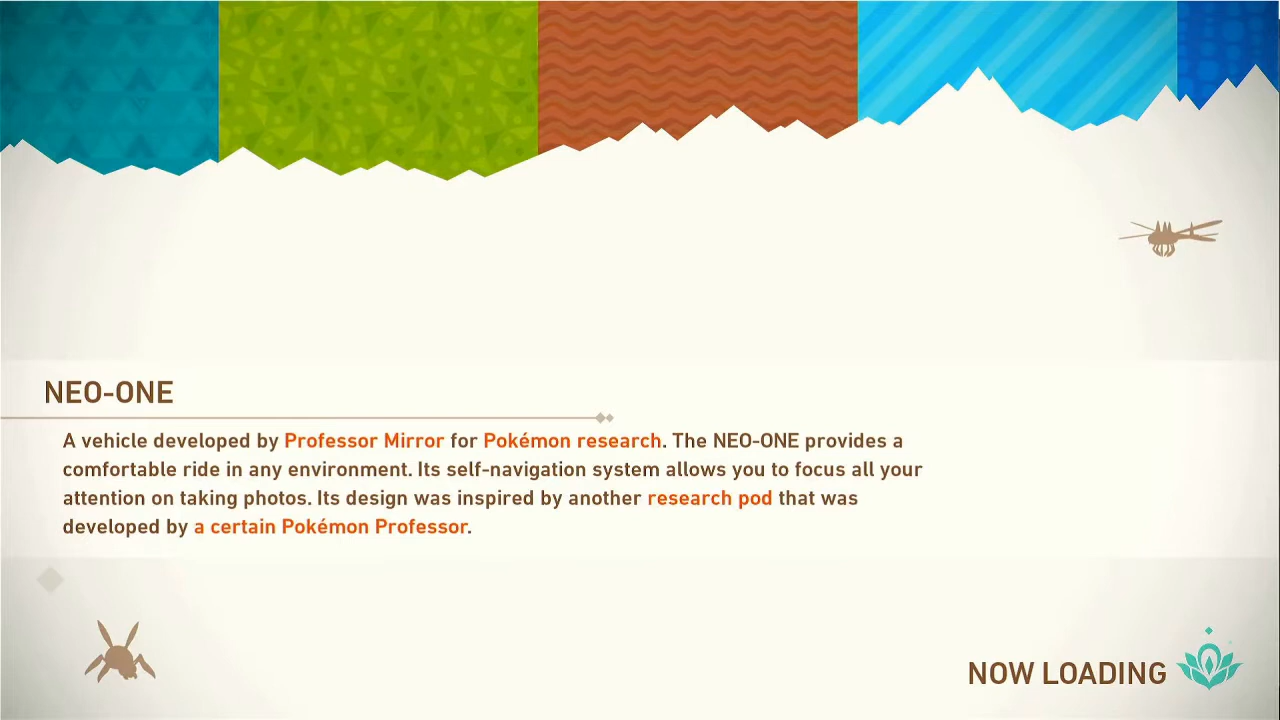 NEO-ONE
A vehicle developed by Professor Mirror for Pokémon research. The NEO-ONE provides a
comfortable ride in any environment. Its self-navigation system allows you to focus all your
attention on taking photos. Its design was inspired by another research pod that was
developed by a certain Pokémon Professor.
NOW LOADING